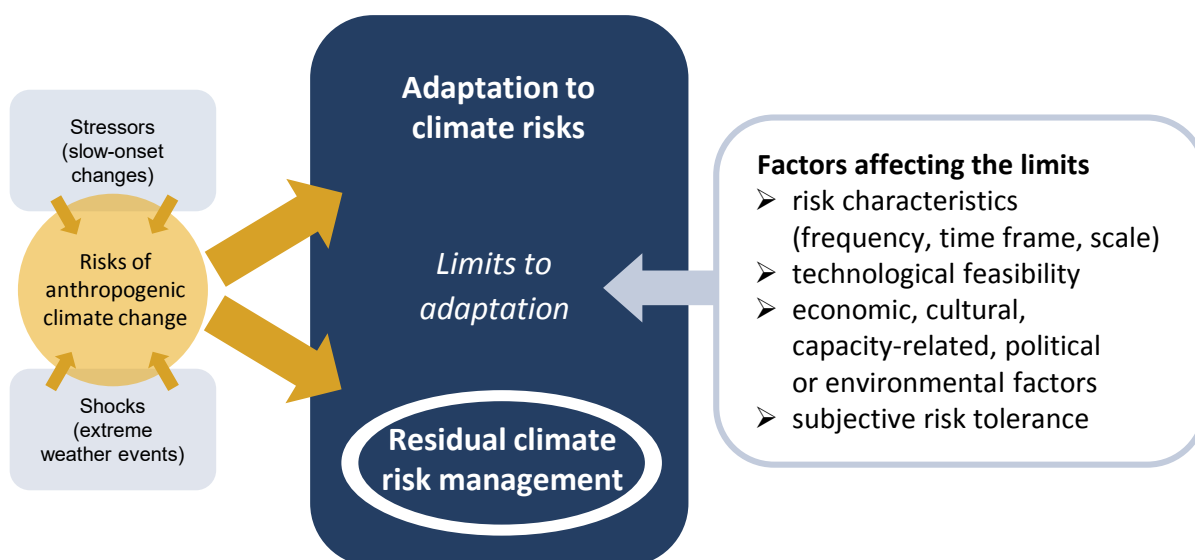 Stressors
(slow-onset
changes)
Risks of
anthropogenic
climate change
Shocks
(extreme
weather events)
Adaptation to
climate risks
Limits to
adaptation
Residual climate
risk management
Factors affecting the limits
➢ risk characteristics
(frequency, time frame, scale)
➢ technological feasibility
➢ economic, cultural,
capacity-related, political
or environmental factors
➢ subjective risk tolerance